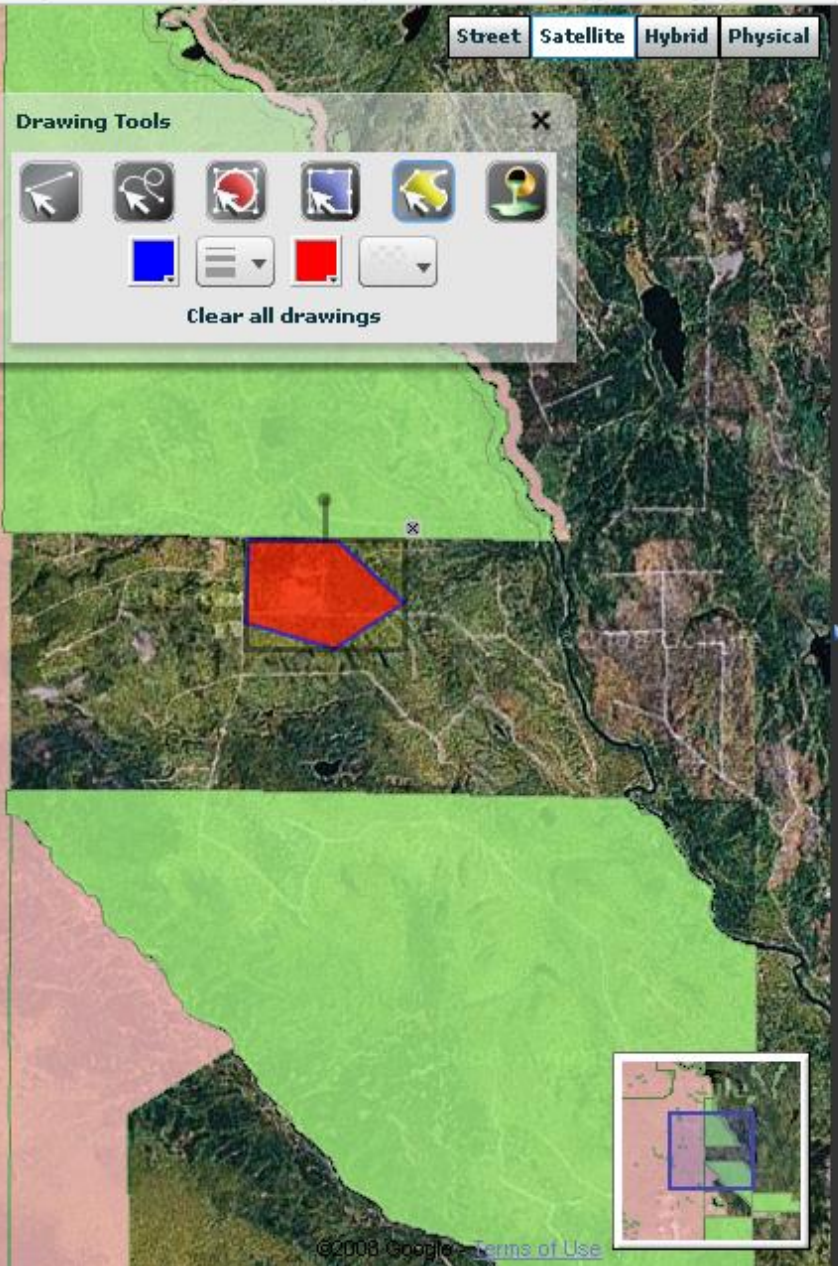 Street Satellite Hybrid Physical
Drawing Tools
Clear all drawings
©2008 Google - Terms of Use